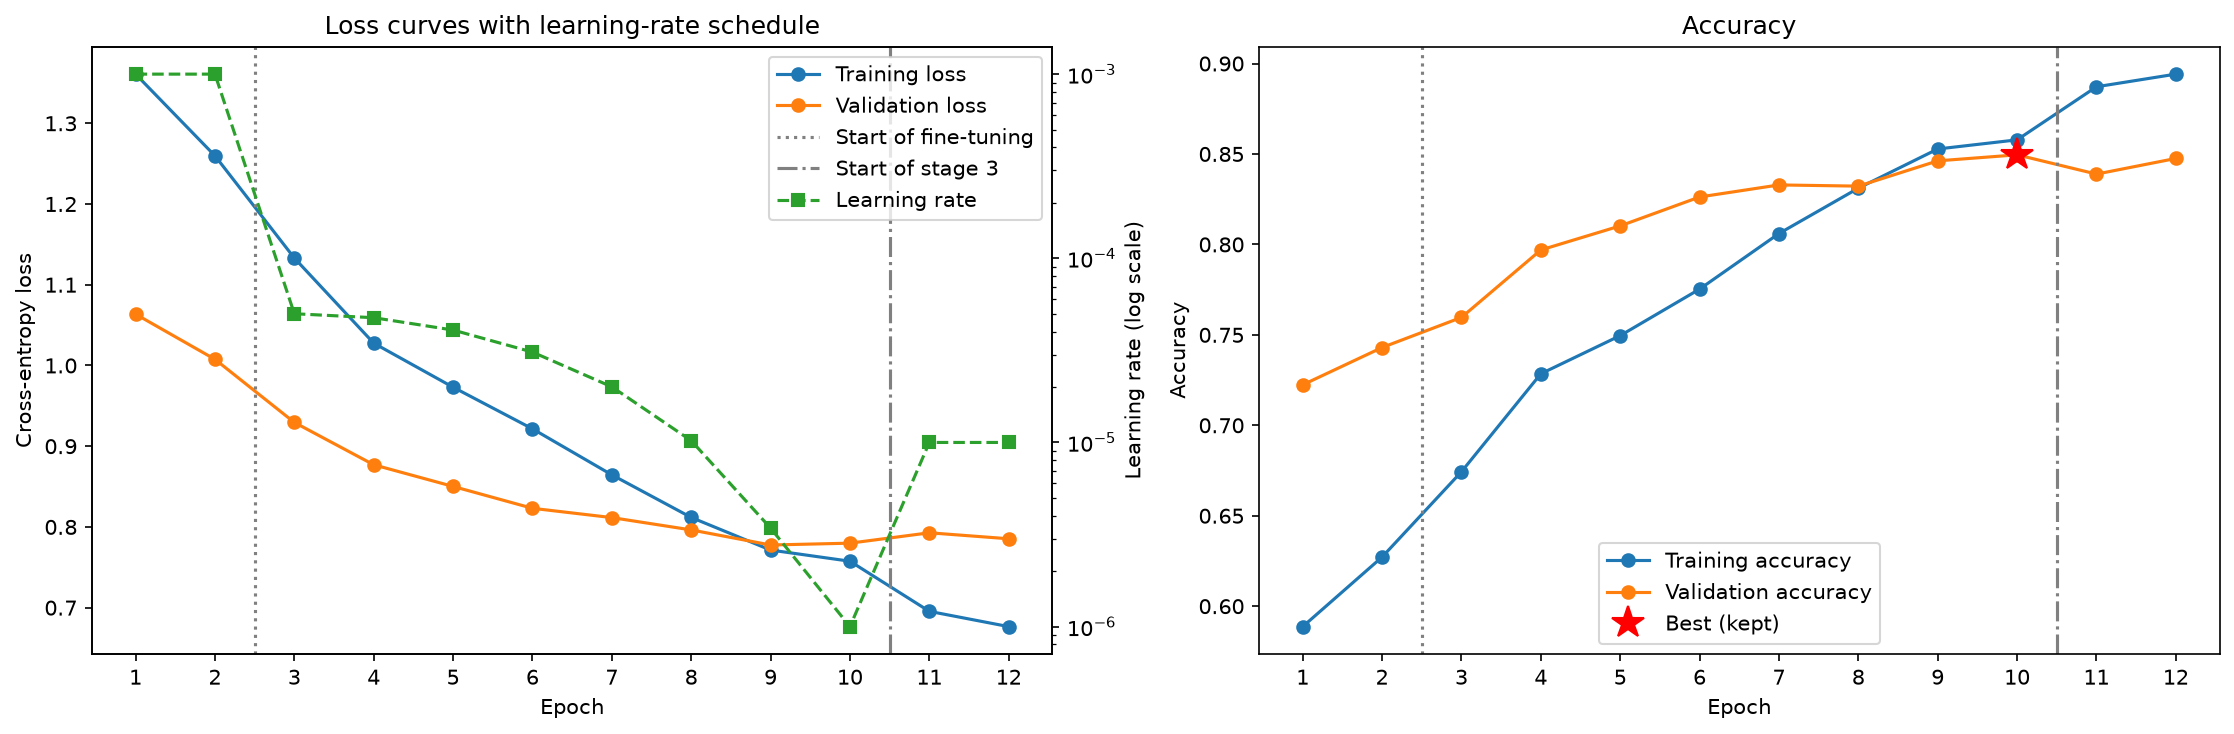 Loss curves with learning-rate schedule
Training loss
Validation loss
Start of fine-tuning
Start of stage 3
Learning rate
Cross-entropy loss
1.3
1.2
1.1
1.0
0.9
0.8
0.7
10⁻³
10⁻⁴
10⁻⁵
10⁻⁶
Learning rate (log scale)
1 2 3 4 5 6 7 8 9 10 11 12
Epoch
Accuracy
Accuracy
0.90
0.85
0.80
0.75
0.70
0.65
0.60
Training accuracy
Validation accuracy
Best (kept)
1 2 3 4 5 6 7 8 9 10 11 12
Epoch